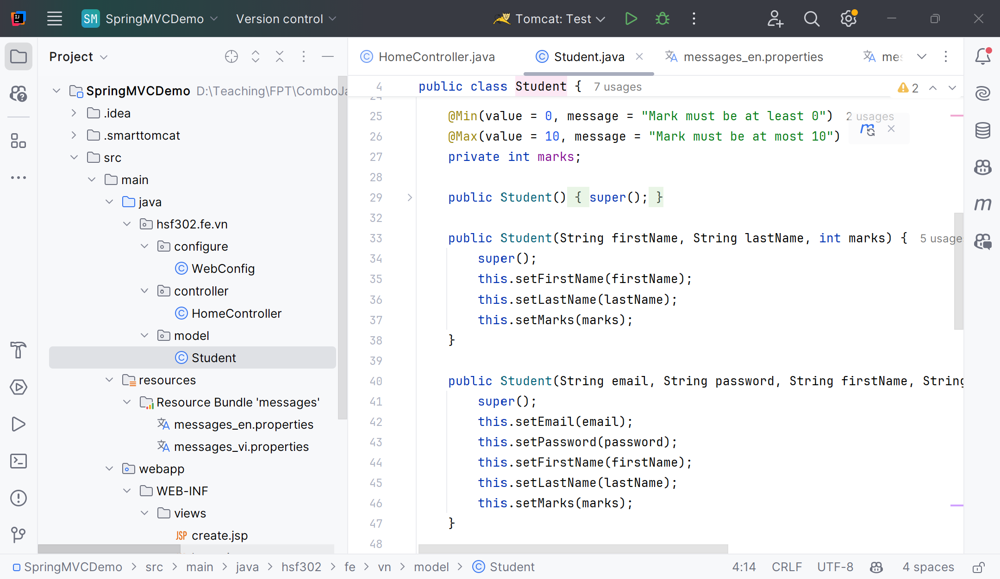 SM SpringMVCDemo Version control Tomcat: Test
Project
SpringMVCDemo D:\Teaching\FPT\ComboJa
.idea
.smarttomcat
src
main
java
hsf302.fe.vn
configure
WebConfig
controller
HomeController
model
Student
resources
Resource Bundle 'messages'
messages_en.properties
messages_vi.properties
webapp
WEB-INF
views
JSP create.jsp
HomeController.java Student.java messages_en.properties mes
4 public class Student { 7 usages 2
24
25 @Min(value = 0, message = "Mark must be at least 0") 2 usages
26 @Max(value = 10, message = "Mark must be at most 10")
27 private int marks;
28
29 public Student() { super(); }
32
33 public Student(String firstName, String lastName, int marks) { 5 usages
34 super();
35 this.setFirstName(firstName);
36 this.setLastName(lastName);
37 this.setMarks(marks);
38 }
39
40 public Student(String email, String password, String firstName, String
41 super();
42 this.setEmail(email);
43 this.setPassword(password);
44 this.setFirstName(firstName);
45 this.setLastName(lastName);
46 this.setMarks(marks);
47 }
48
SpringMVCDemo > src > main > java > hsf302 > fe > vn > model > Student 4:14 CRLF UTF-8 4 spaces